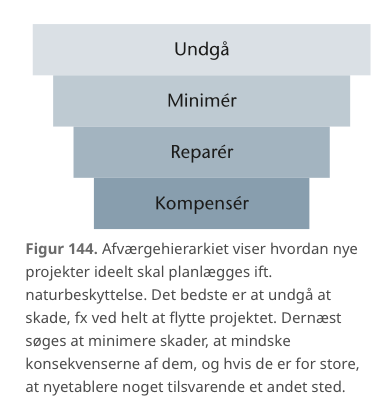 Undgå
Minimér
Reparér
Kompensér
Figur 144. Afværgehierarkiet viser hvordan nye
projekter ideelt skal planlægges ift.
naturbeskyttelse. Det bedste er at undgå at
skade, fx ved helt at flytte projektet. Dernæst
søges at minimere skader, at mindske
konsekvenserne af dem, og hvis de er for store,
at nyetablere noget tilsvarende et andet sted.